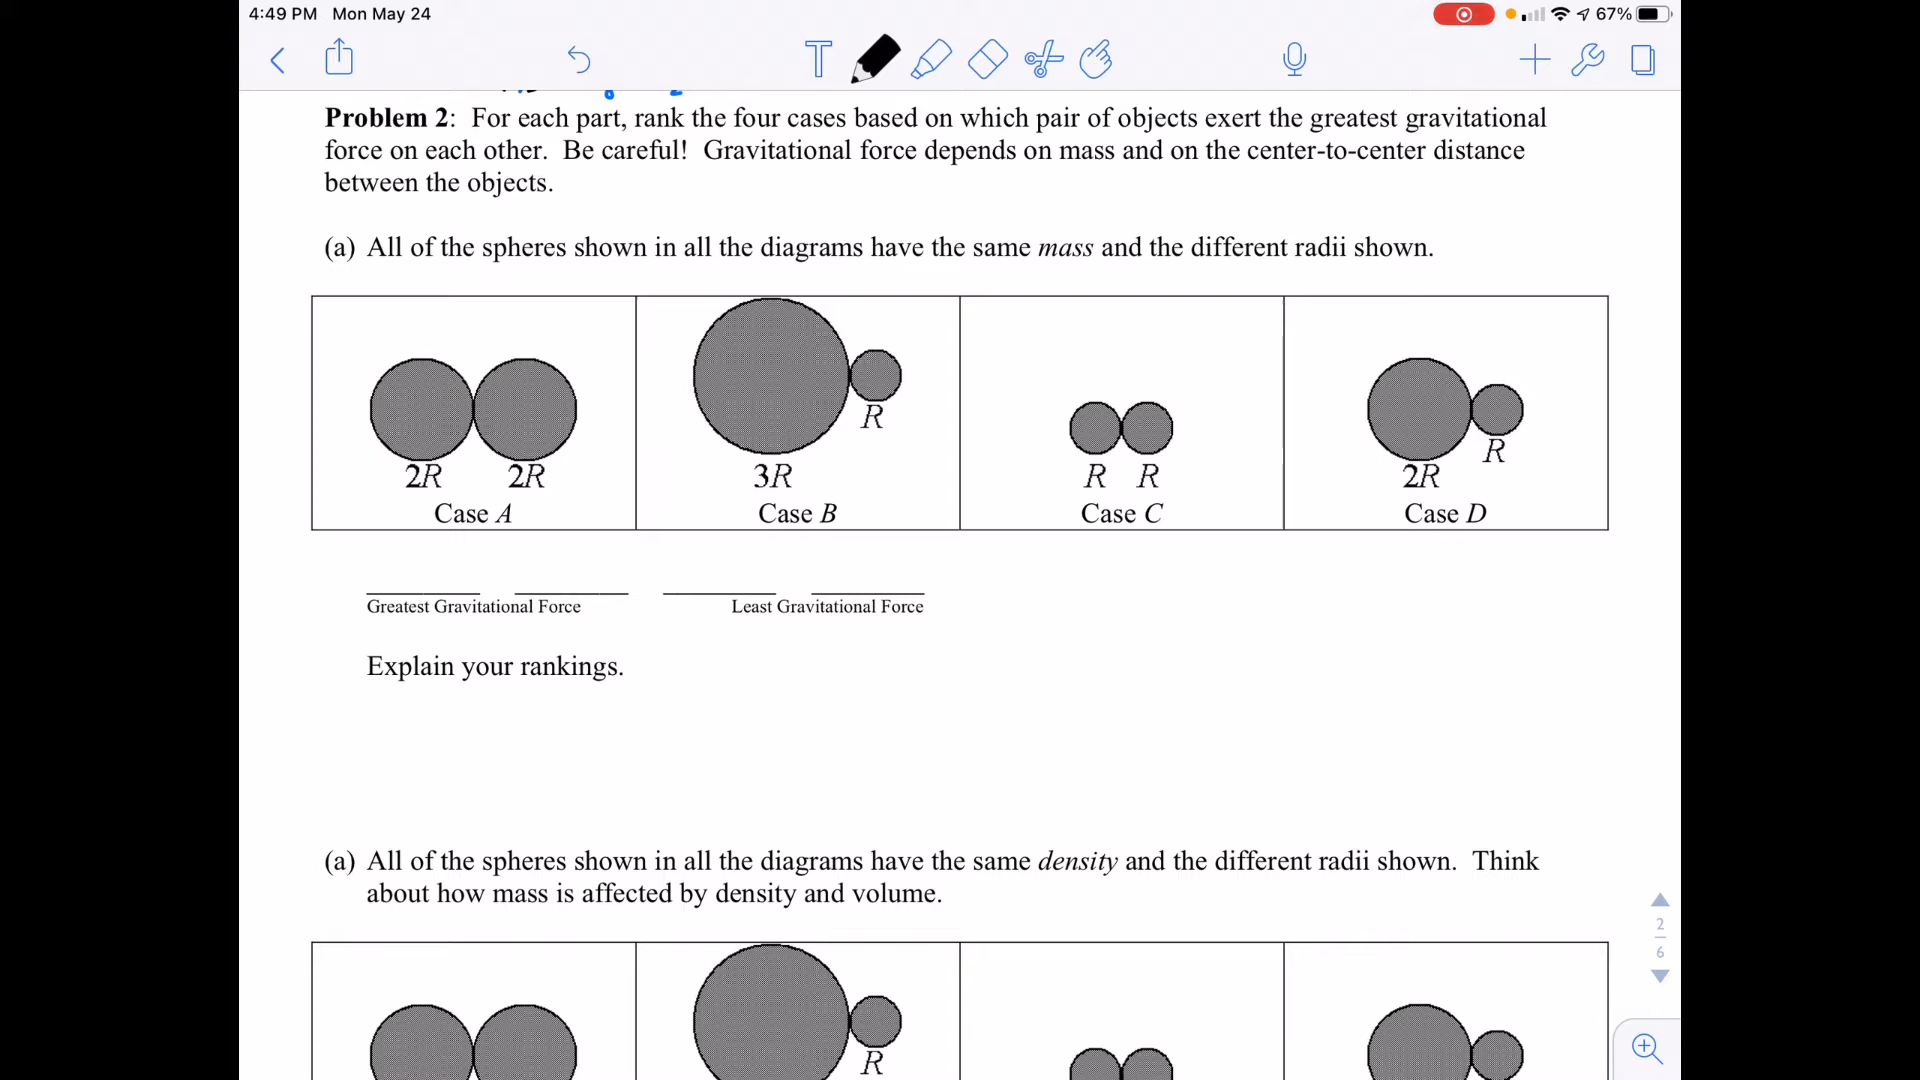 4:49 PM Mon May 24
67%
T
Problem 2: For each part, rank the four cases based on which pair of objects exert the greatest gravitational
force on each other. Be careful! Gravitational force depends on mass and on the center-to-center distance
between the objects.
(a) All of the spheres shown in all the diagrams have the same mass and the different radii shown.
R
R
2R 2R 3R R R 2R
Case A Case B Case C Case D
Greatest Gravitational Force Least Gravitational Force
Explain your rankings.
(a) All of the spheres shown in all the diagrams have the same density and the different radii shown. Think
about how mass is affected by density and volume.
2
6
R